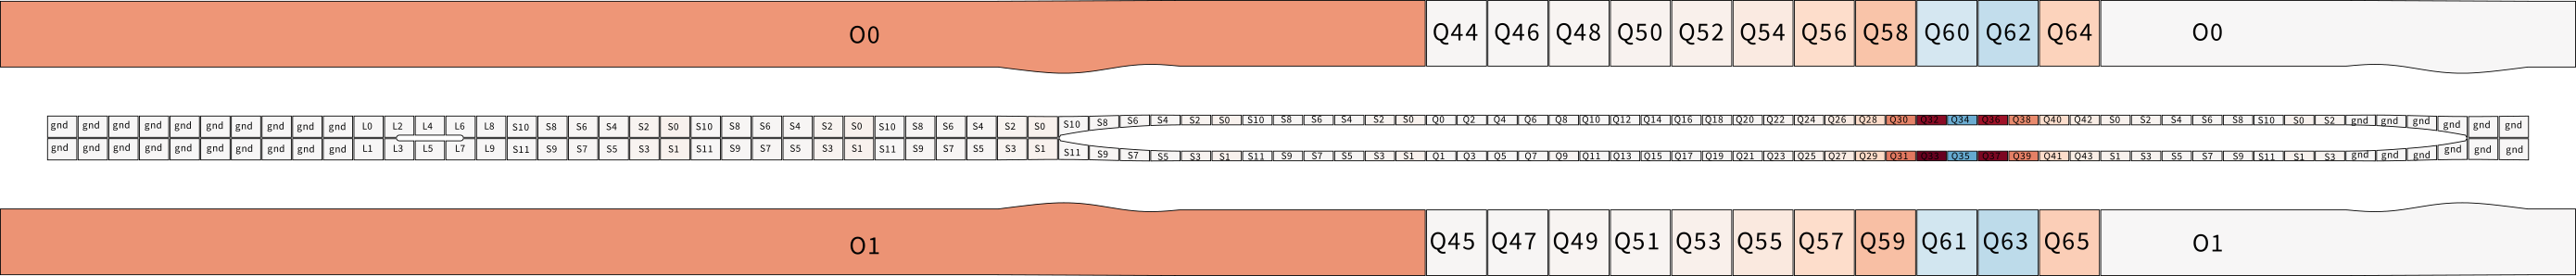 O0 Q44 Q46 Q48 Q50 Q52 Q54 Q56 Q58 Q60 Q62 Q64 O0
gnd gnd gnd gnd gnd gnd gnd gnd gnd gnd L0 L2 L4 L6 L8 S10 S8 S6 S4 S2 S0 S10 S8 S6 S4 S2 S0 S10 S8 S6 S4 S2 S0 S10 S8 S6 S4 S2 S0 S10 S8 S6 S4 S2 S0 Q0 Q2 Q4 Q6 Q8 Q10 Q12 Q14 Q16 Q18 Q20 Q22 Q24 Q26 Q28 Q30 Q32 Q34 Q36 Q38 Q40 Q42 S0 S2 S4 S6 S8 S10 S0 S2 gnd gnd gnd gnd gnd gnd
gnd gnd gnd gnd gnd gnd gnd gnd gnd gnd L1 L3 L5 L7 L9 S11 S9 S7 S5 S3 S1 S11 S9 S7 S5 S3 S1 S11 S9 S7 S5 S3 S1 S11 S9 S7 S5 S3 S1 S11 S9 S7 S5 S3 S1 Q1 Q3 Q5 Q7 Q9 Q11 Q13 Q15 Q17 Q19 Q21 Q23 Q25 Q27 Q29 Q31 Q33 Q35 Q37 Q39 Q41 Q43 S1 S3 S5 S7 S9 S11 S1 S3 gnd gnd gnd gnd gnd gnd
O1 Q45 Q47 Q49 Q51 Q53 Q55 Q57 Q59 Q61 Q63 Q65 O1